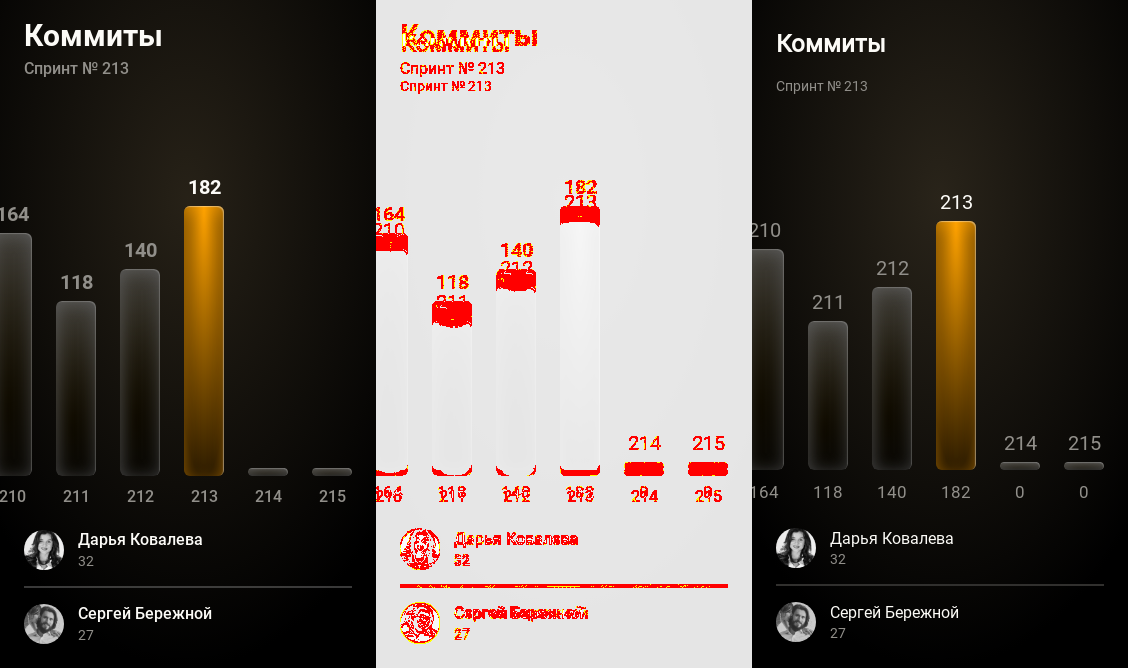 Коммиты
Спринт № 213
182
164
140
118
210 211 212 213 214 215
Дарья Ковалева
32
Сергей Бережной
27
Коммиты
Спринт № 213
Спринт № 213
182
213
164
210
140
212
118
211
214 215
Дарья Ковалева
32
Сергей Бережной
27
Коммиты
Спринт № 213
213
210
212
211
214 215
164 118 140 182 0 0
Дарья Ковалева
32
Сергей Бережной
27